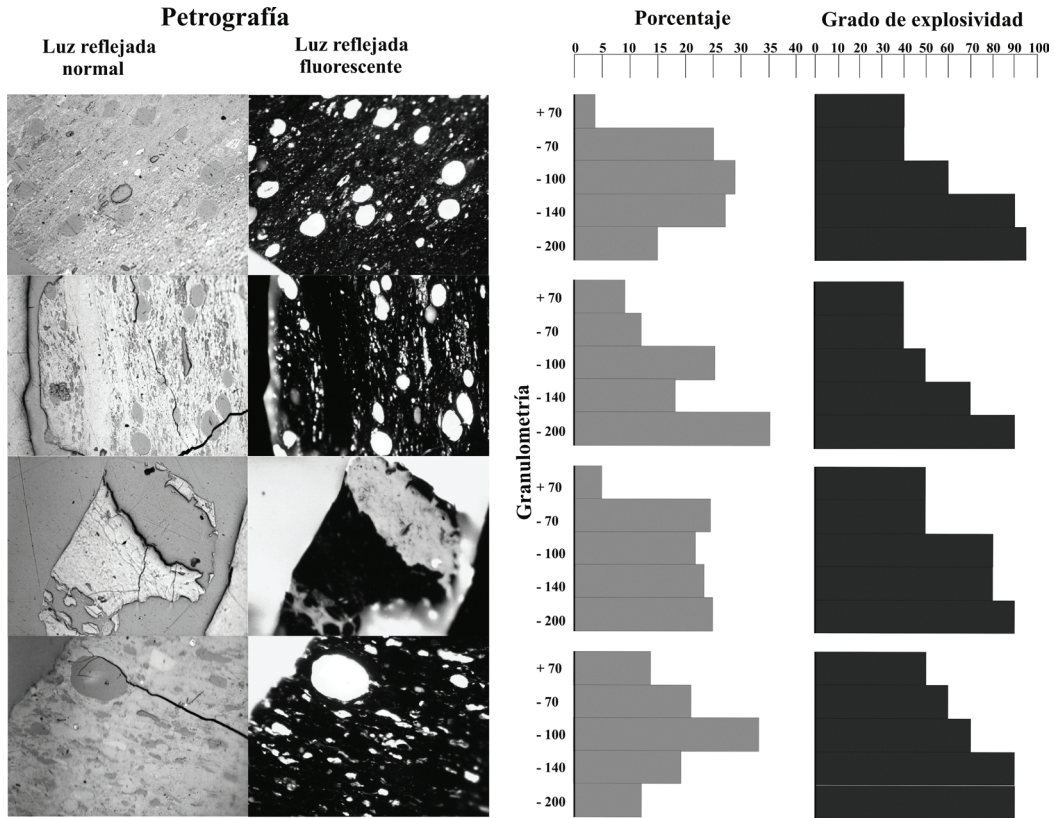 Petrografía
Luz reflejada
normal
Luz reflejada
fluorescente
Porcentaje
0 5 10 15 20 25 30 35 40
Grado de explosividad
0 10 20 30 40 50 60 70 80 90 100
Granulometría
+ 70
- 70
- 100
- 140
- 200
+ 70
- 70
- 100
- 140
- 200
+ 70
- 70
- 100
- 140
- 200
+ 70
- 70
- 100
- 140
- 200